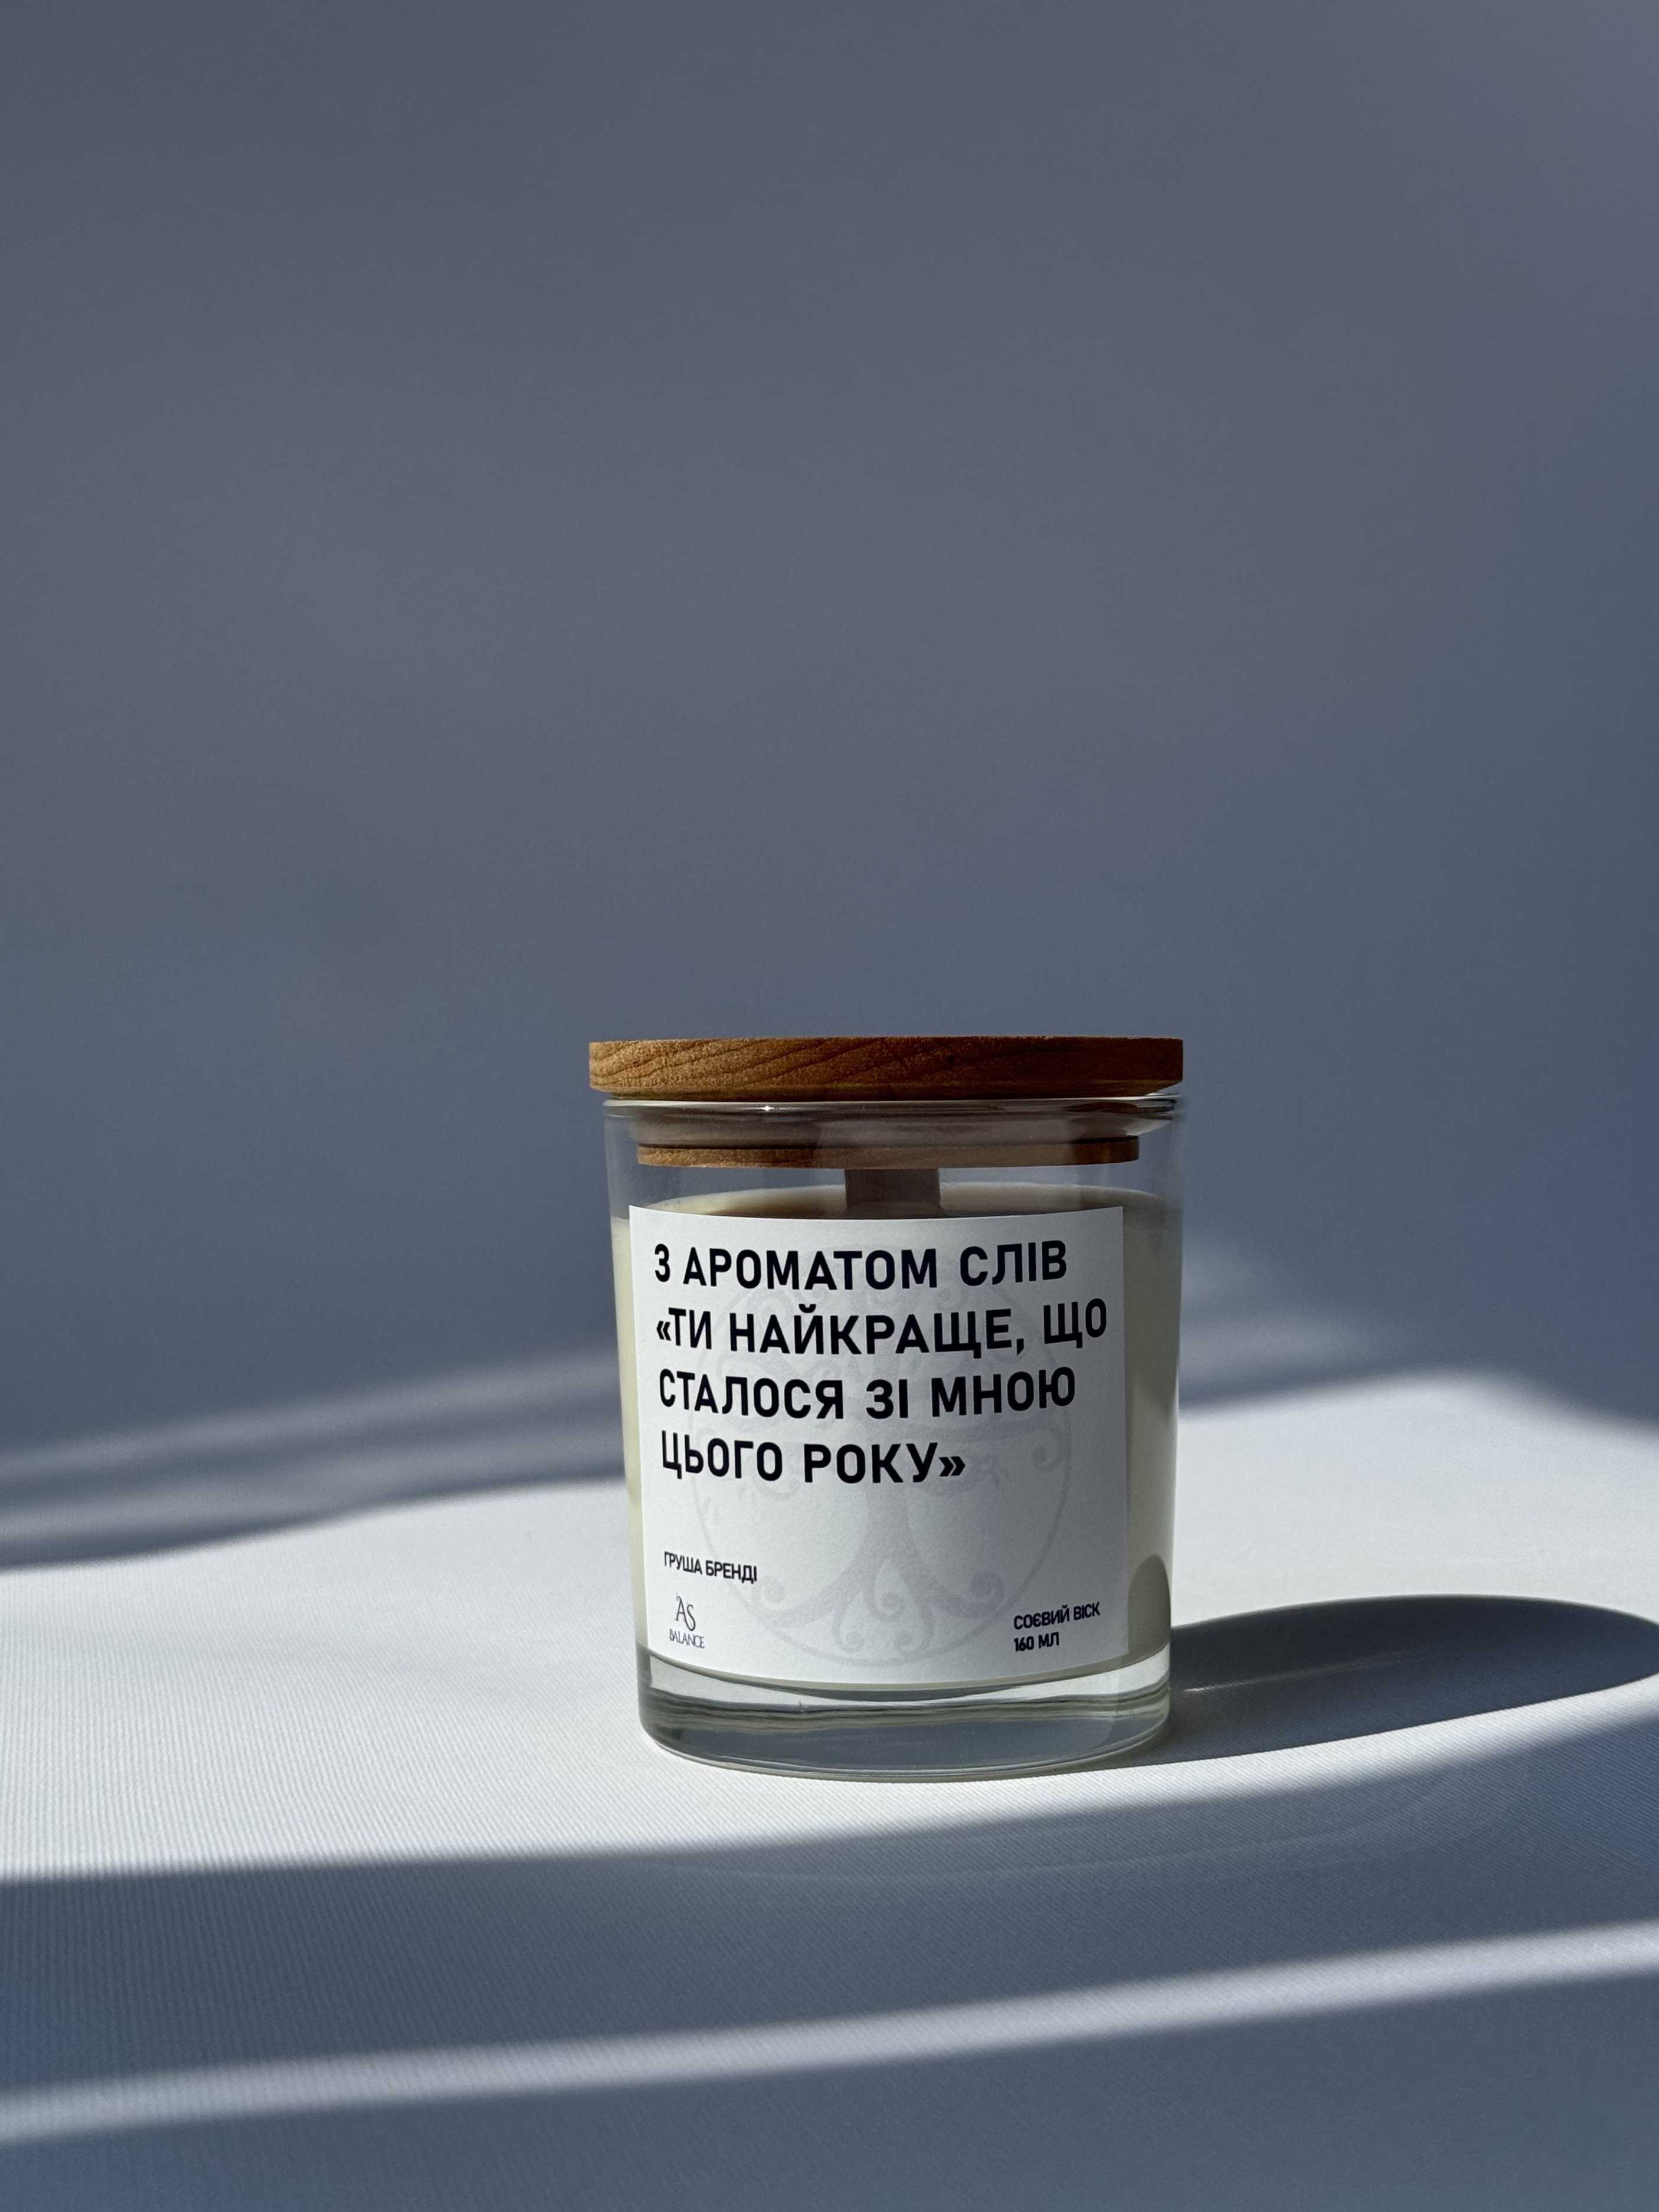 З АРОМАТОМ СЛІВ
«ТИ НАЙКРАЩЕ, ЩО
СТАЛОСЯ ЗІ МНОЮ
ЦЬОГО РОКУ»
ГРУША БРЕНДІ
AS
BALANCE
СОЄВИЙ ВІСК
160 МЛ